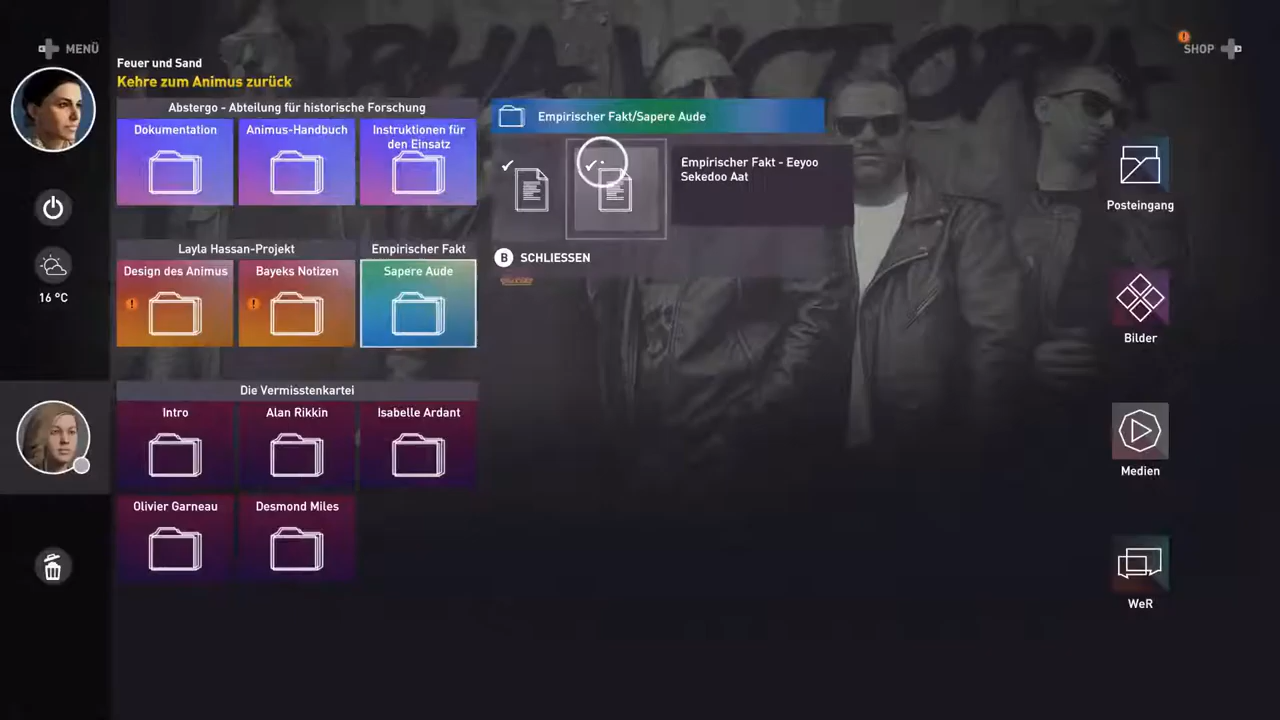 MENÜ
SHOP
Feuer und Sand
Kehre zum Animus zurück
Abstergo - Abteilung für historische Forschung
Dokumentation
Animus-Handbuch
Instruktionen für
den Einsatz
Empirischer Fakt/Sapere Aude
Empirischer Fakt - Eeyoo
Sekedoo Aat
B SCHLIESSEN
Layla Hassan-Projekt
Empirischer Fakt
Design des Animus
Bayeks Notizen
Sapere Aude
16 °C
Die Vermisstenkartei
Intro
Alan Rikkin
Isabelle Ardant
Olivier Garneau
Desmond Miles
Posteingang
Bilder
Medien
WeR